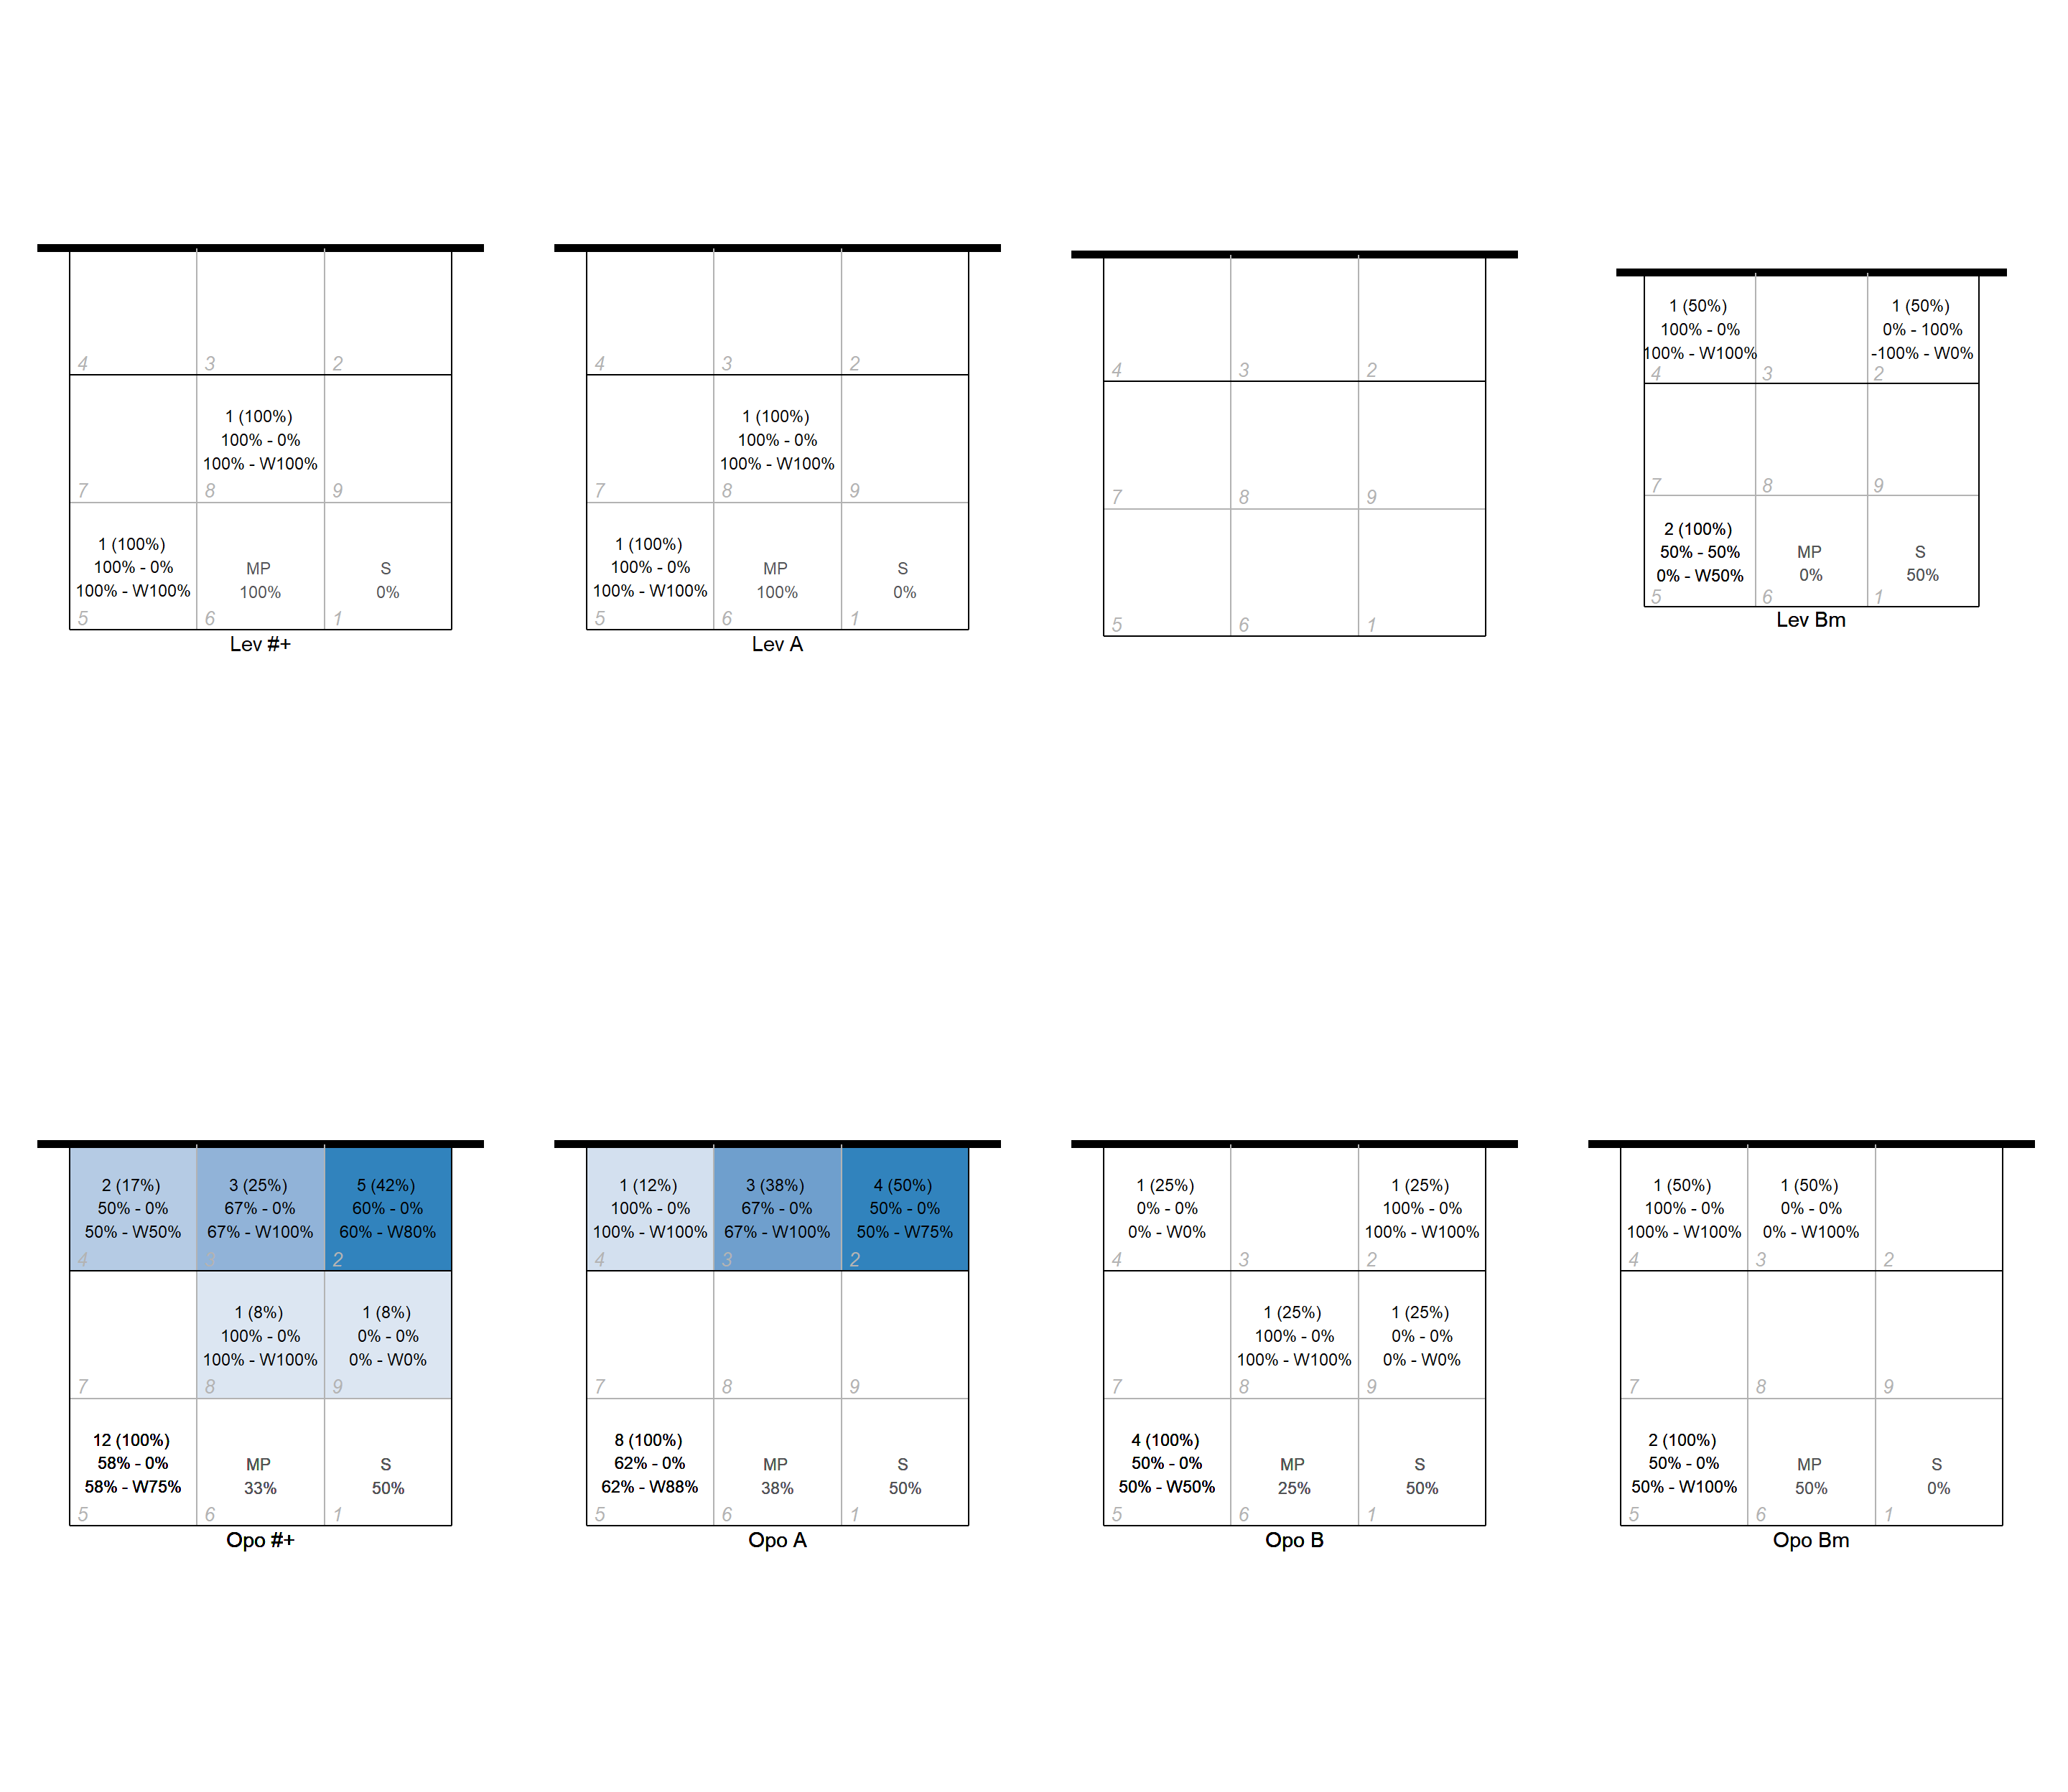 4 3 2
1 (100%)
100% - 0%
100% - W100%
7 8 9
1 (100%)
100% - 0%
100% - W100%
MP
100%
S
0%
5 6 1
Lev #+
4 3 2
1 (100%)
100% - 0%
100% - W100%
7 8 9
1 (100%)
100% - 0%
100% - W100%
MP
100%
S
0%
5 6 1
Lev A
4 3 2
7 8 9
5 6 1
1 (50%)
100% - 0%
100% - W100%
1 (50%)
0% - 100%
-100% - W0%
4 3 2
7 8 9
2 (100%)
50% - 50%
0% - W50%
MP
0%
S
50%
5 6 1
Lev Bm
2 (17%)
50% - 0%
50% - W50%
3 (25%)
67% - 0%
67% - W100%
5 (42%)
60% - 0%
60% - W80%
4 3 2
1 (8%)
100% - 0%
100% - W100%
1 (8%)
0% - 0%
0% - W0%
7 8 9
12 (100%)
58% - 0%
58% - W75%
MP
33%
S
50%
5 6 1
Opo #+
1 (12%)
100% - 0%
100% - W100%
3 (38%)
67% - 0%
67% - W100%
4 (50%)
50% - 0%
50% - W75%
4 3 2
7 8 9
8 (100%)
62% - 0%
62% - W88%
MP
38%
S
50%
5 6 1
Opo A
1 (25%)
0% - 0%
0% - W0%
1 (25%)
100% - 0%
100% - W100%
4 3 2
1 (25%)
100% - 0%
100% - W100%
1 (25%)
0% - 0%
0% - W0%
7 8 9
4 (100%)
50% - 0%
50% - W50%
MP
25%
S
50%
5 6 1
Opo B
1 (50%)
100% - 0%
100% - W100%
1 (50%)
0% - 0%
0% - W100%
4 3 2
7 8 9
2 (100%)
50% - 0%
50% - W100%
MP
50%
S
0%
5 6 1
Opo Bm